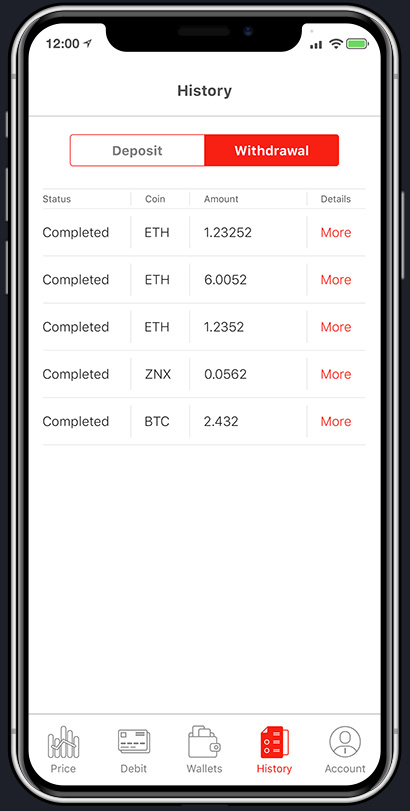 12:00
History
Deposit Withdrawal
Status Coin Amount Details
Completed ETH 1.23252 More
Completed ETH 6.0052 More
Completed ETH 1.2352 More
Completed ZNX 0.0562 More
Completed BTC 2.432 More
Price Debit Wallets History Account